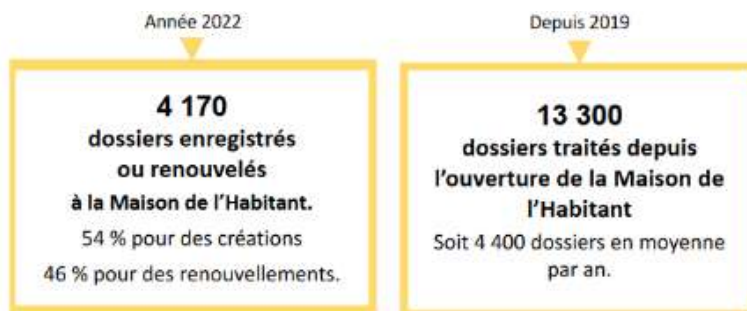 Année 2022
4 170
dossiers enregistrés
ou renouvelés
à la Maison de l'Habitant.
54 % pour des créations
46 % pour des renouvellements.
Depuis 2019
13 300
dossiers traités depuis
l'ouverture de la Maison de
l'Habitant
Soit 4 400 dossiers en moyenne
par an.